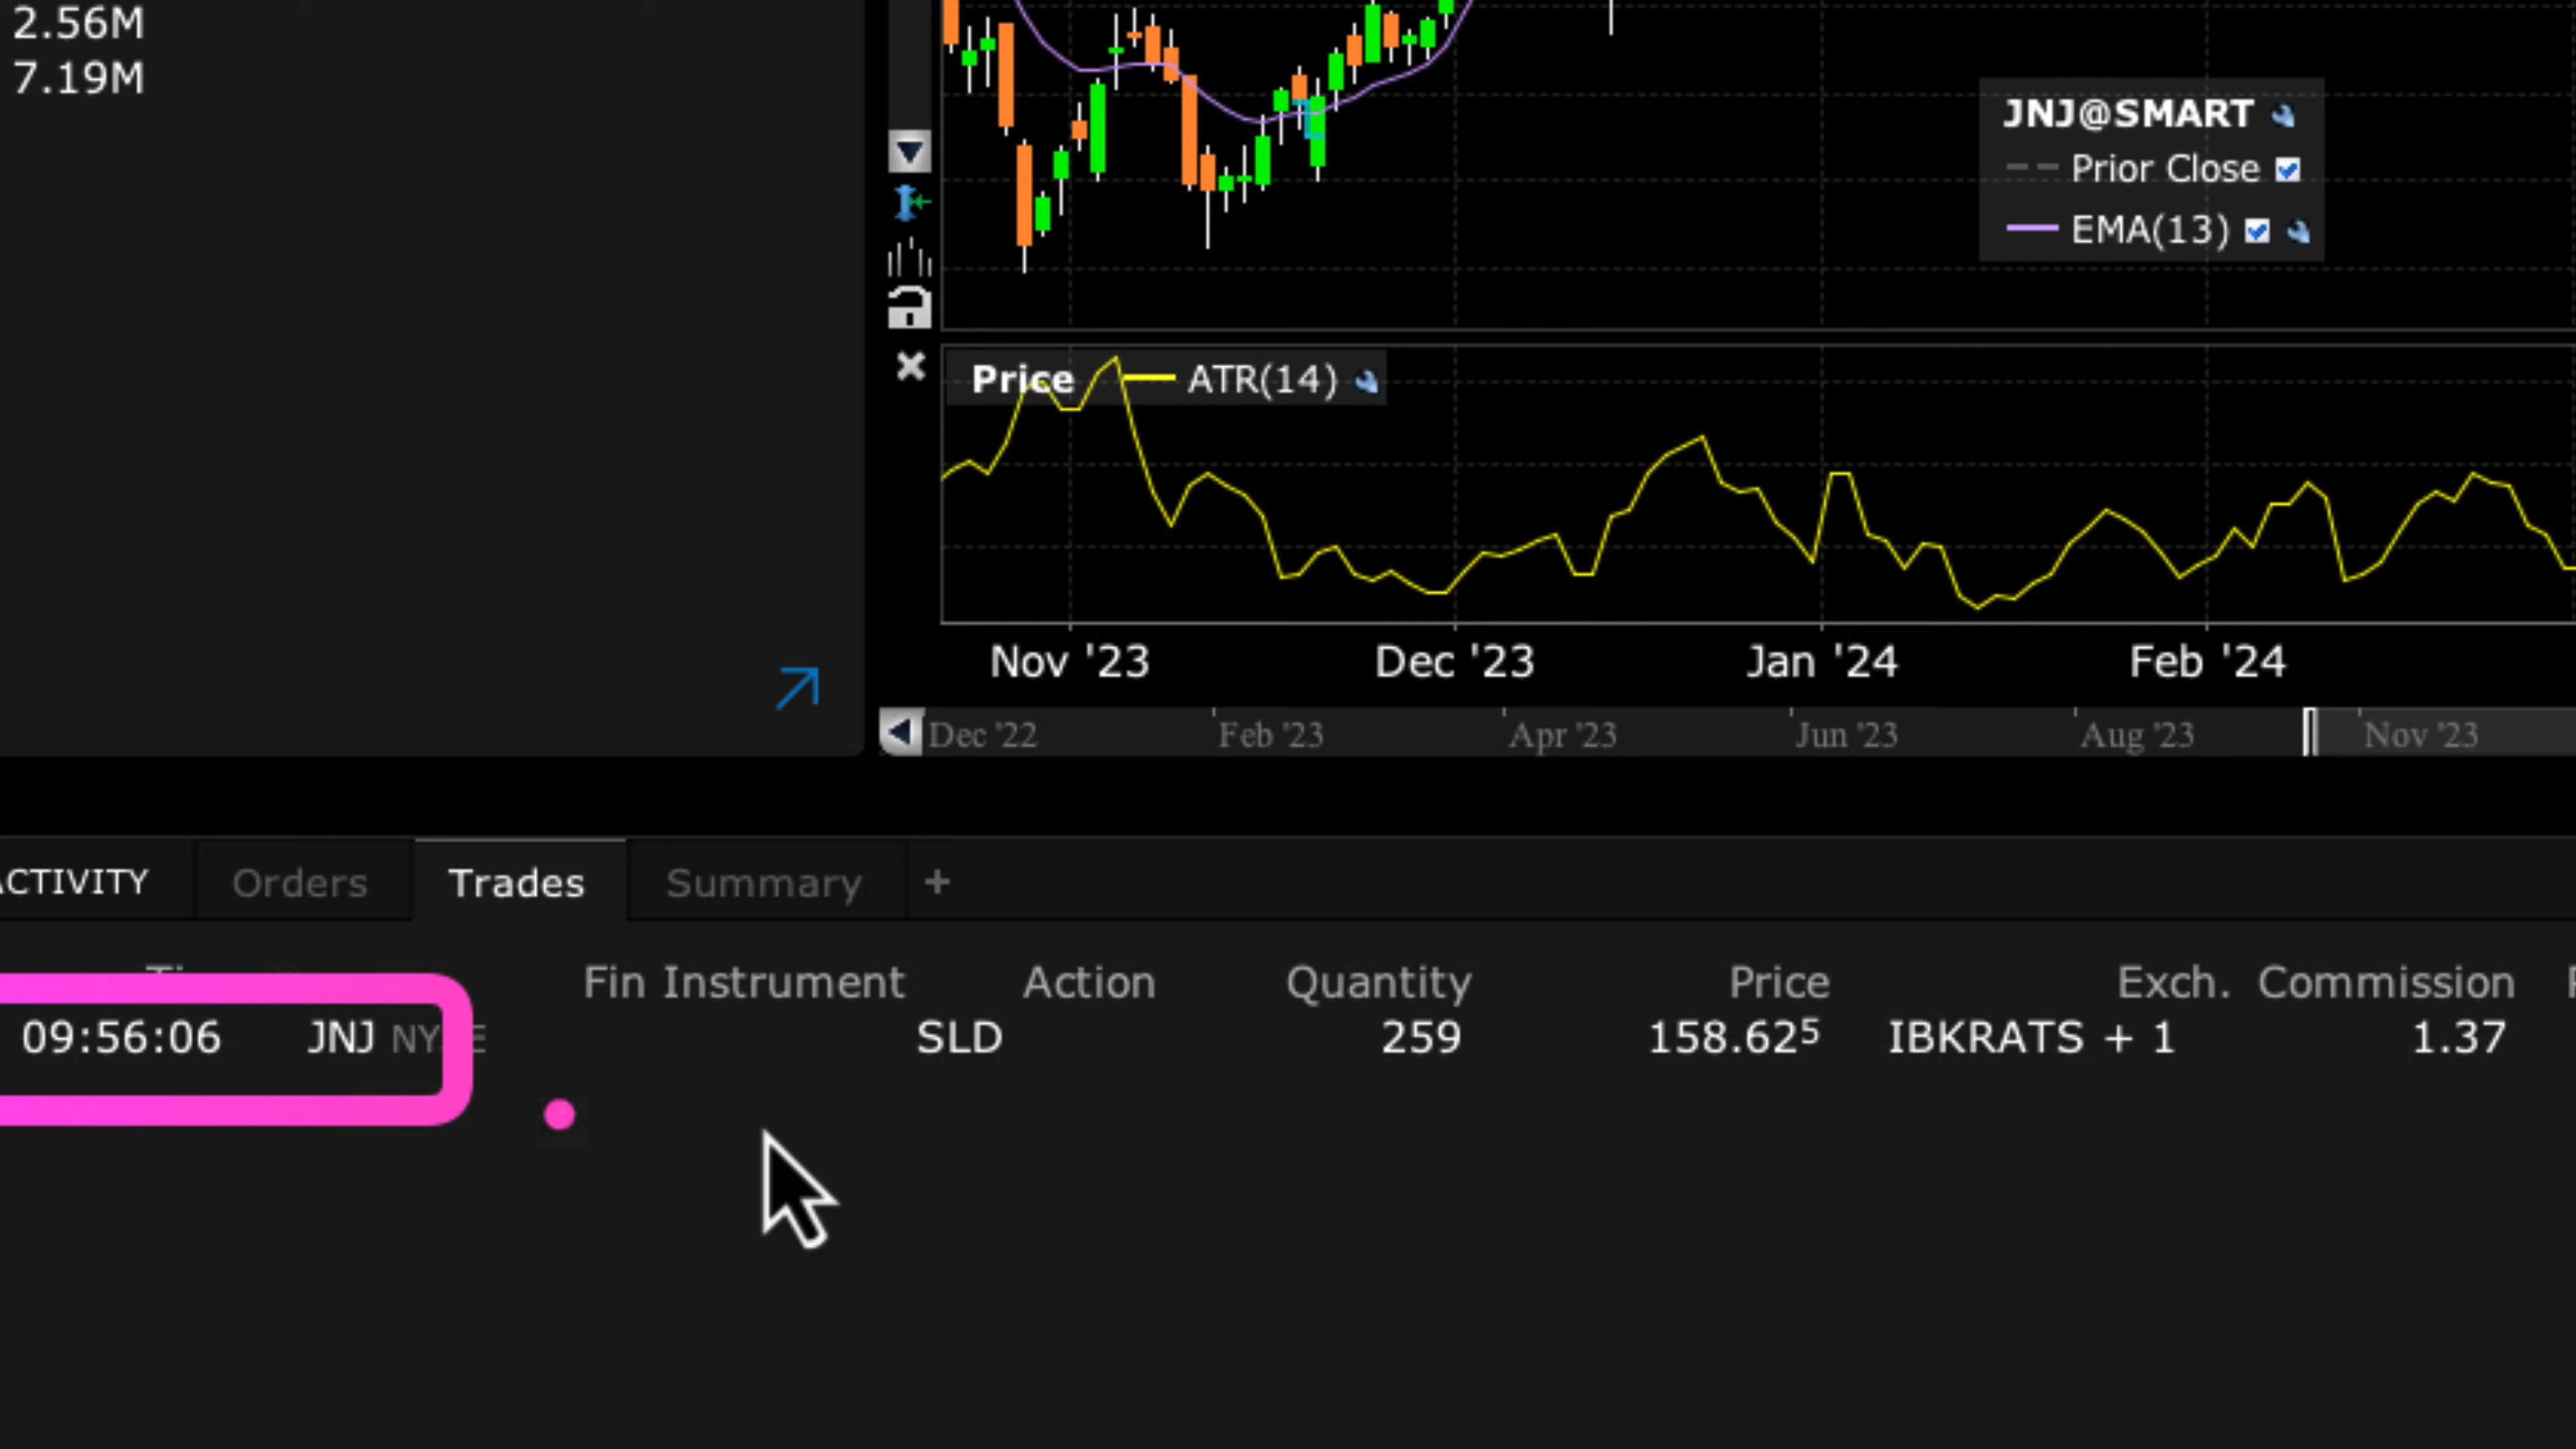 2.56M
7.19M
JNJ@SMART
Prior Close
EMA(13)
Price ATR(14)
Nov '23 Dec '23 Jan '24 Feb '24
Dec '22 Feb '23 Apr '23 Jun '23 Aug '23 Nov '23
ACTIVITY Orders Trades Summary +
Fin Instrument Action Quantity Price Exch. Commission
09:56:06 JNJ SLD 259 158.625 IBKRATS + 1 1.37